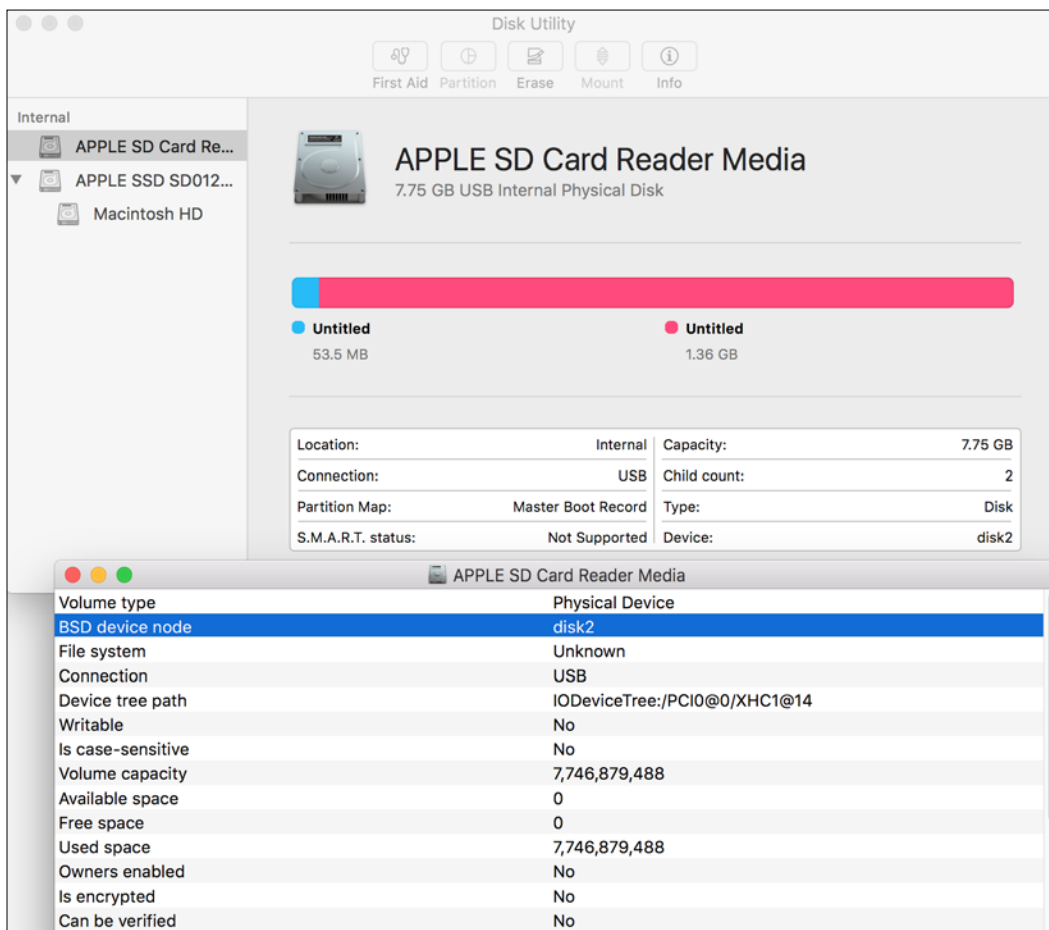 Disk Utility
First Aid Partition Erase Mount Info
Internal
APPLE SD Card Re...
APPLE SSD SD012...
Macintosh HD
APPLE SD Card Reader Media
7.75 GB USB Internal Physical Disk
Untitled
53.5 MB
Untitled
1.36 GB
Location: Internal Capacity: 7.75 GB
Connection: USB Child count: 2
Partition Map: Master Boot Record Type: Disk
S.M.A.R.T. status: Not Supported Device: disk2
APPLE SD Card Reader Media
Volume type Physical Device
BSD device node disk2
File system Unknown
Connection USB
Device tree path IODeviceTree:/PCI0@0/XHC1@14
Writable No
Is case-sensitive No
Volume capacity 7,746,879,488
Available space 0
Free space 0
Used space 7,746,879,488
Owners enabled No
Is encrypted No
Can be verified No